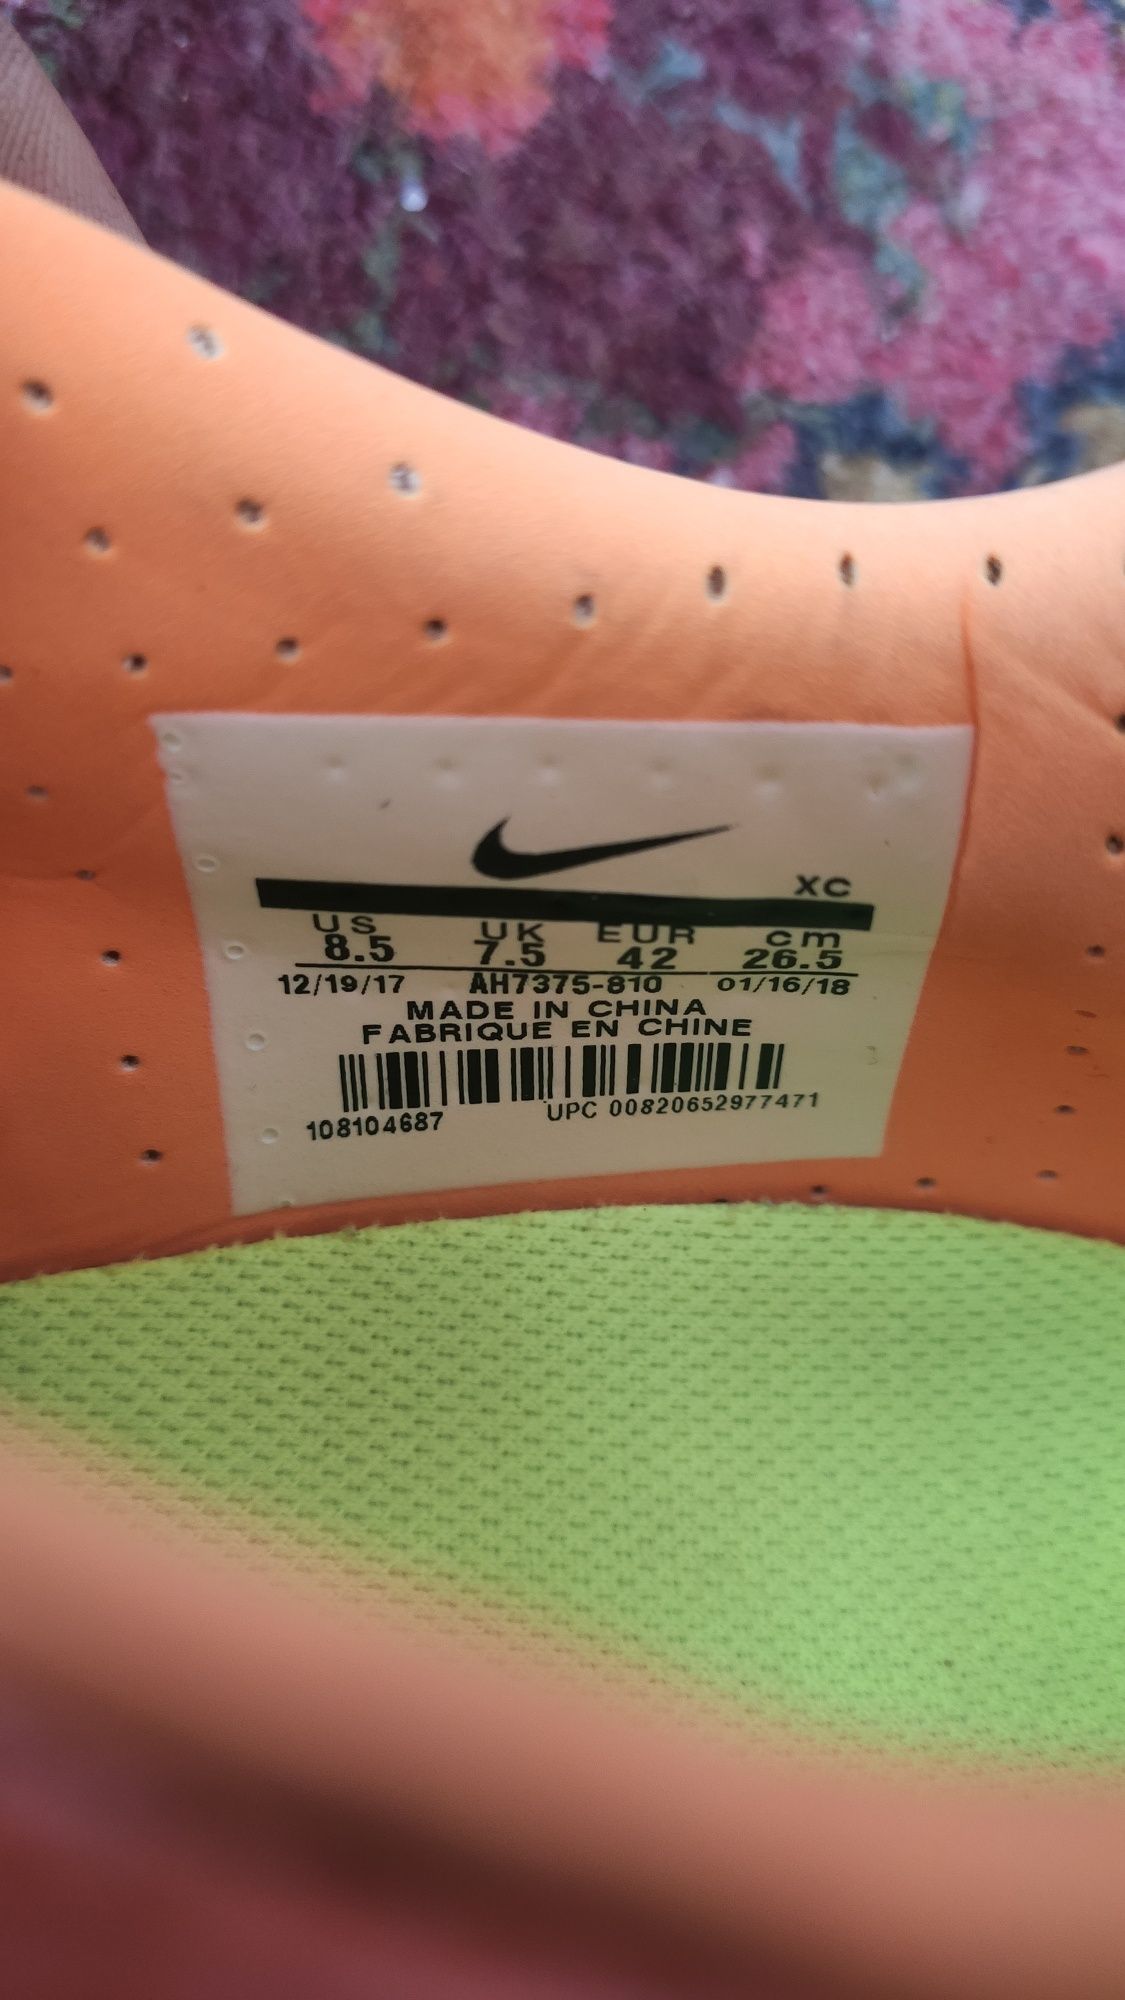 XC
US UK EUR cm
8.5 7.5 42 26.5
12/19/17 AH7375-810 01/16/18
MADE IN CHINA
FABRIQUE EN CHINE
108104687 UPC 00820652977471